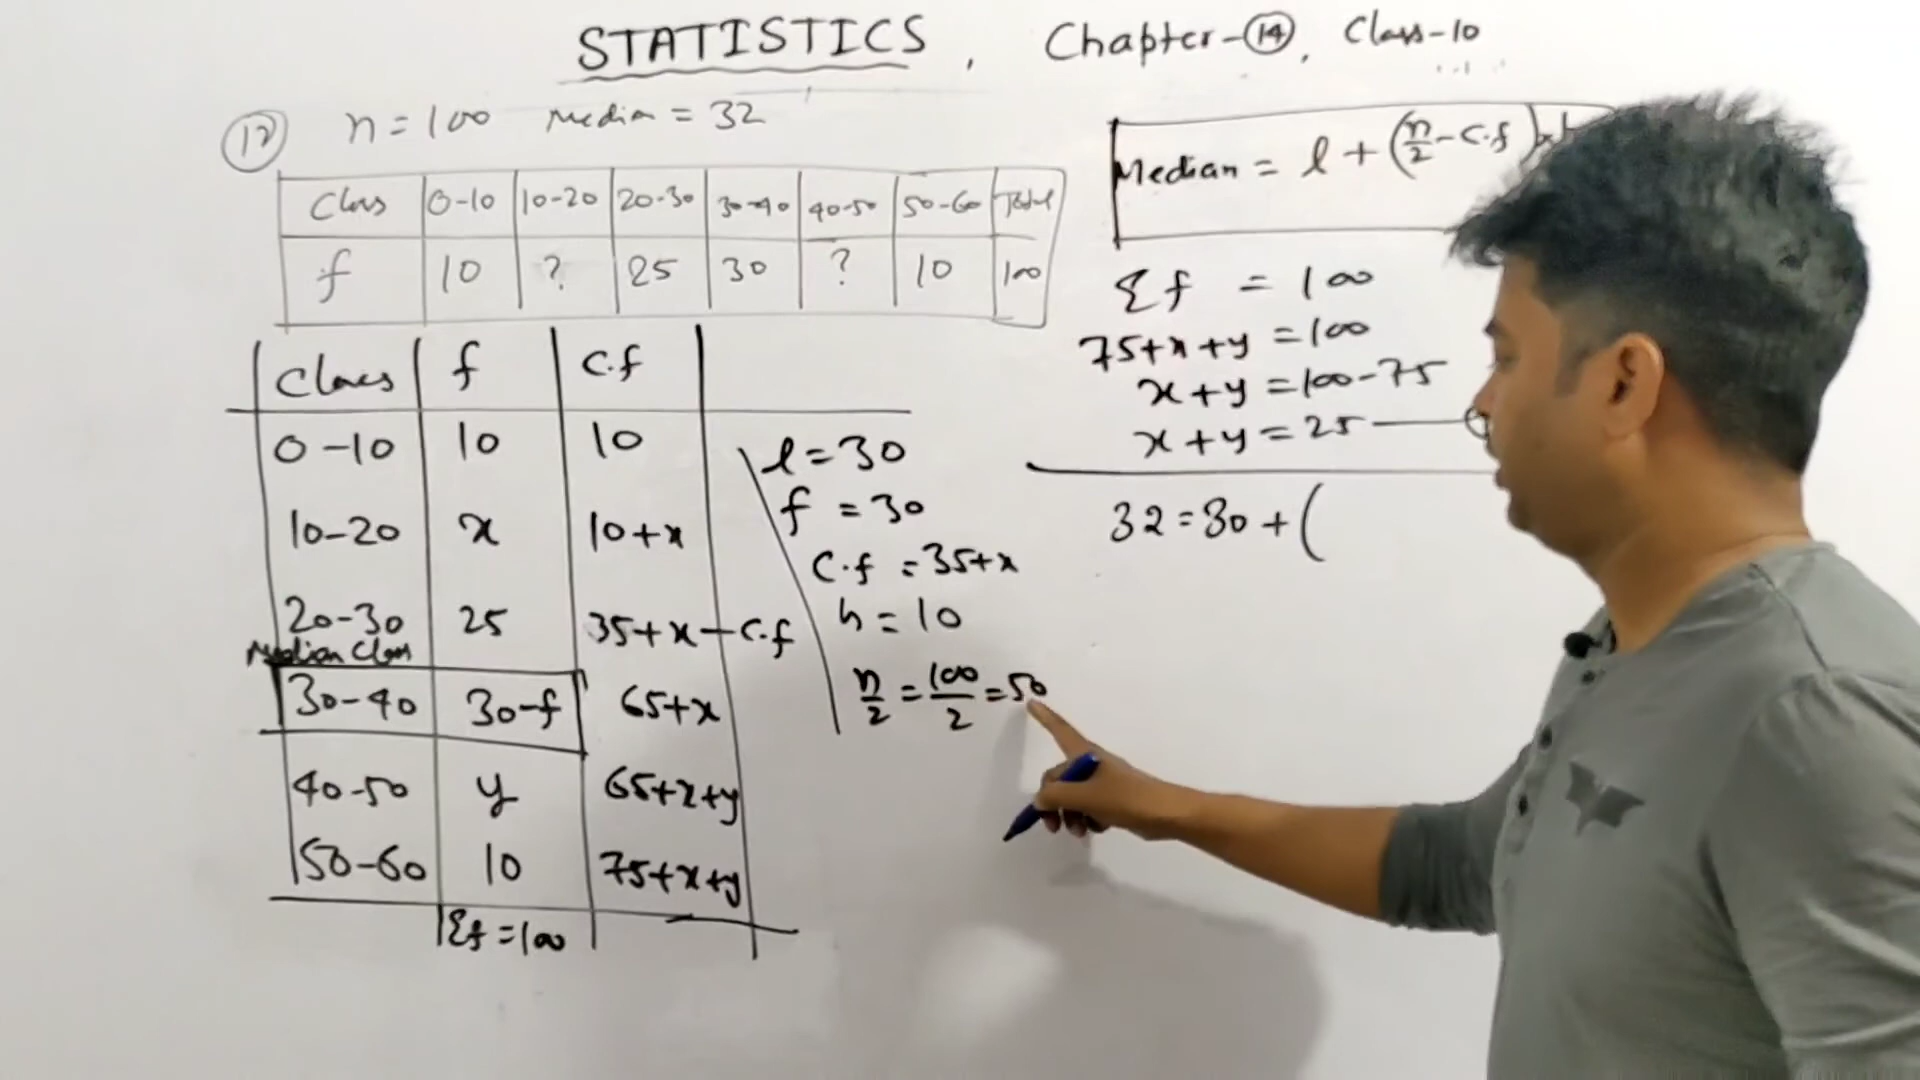 STATISTICS, Chapter-14, Class-10
12 n=100 Median = 32
Class 0-10 10-20 20-30 30-40 40-50 50-60 Total
f 10 ? 25 30 ? 10 100
Class f C.f
0-10 10 10
10-20 x 10+x
20-30 25 35+x-C.f
Median Class
30-40 30-f 65+x
40-50 y 65+x+y
50-60 10 75+x+y
Σf=100
l=30
f=30
C.f=35+x
h=10
n/2=100/2=50
Median = l+(n/2-C.f)
Σf = 100
75+x+y=100
x+y=100-75
x+y=25
32=30+(